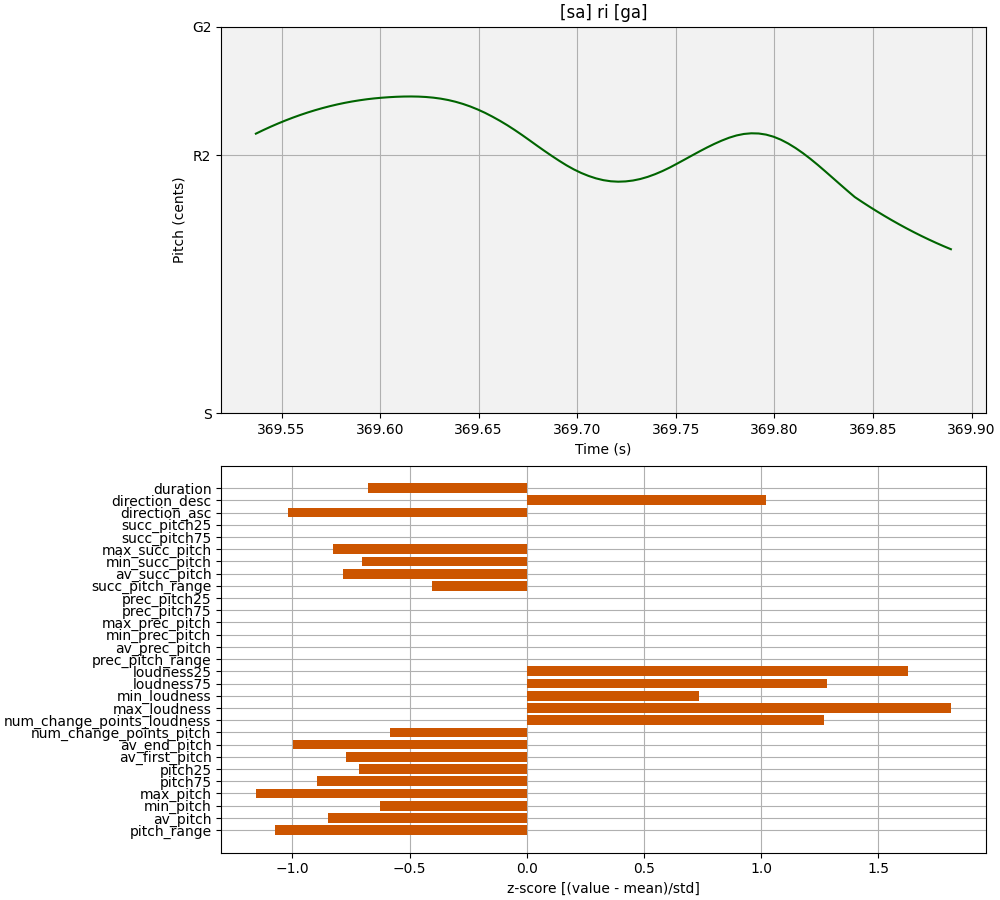 [sa] ri [ga]
G2
R2
S
Pitch (cents)
369.55 369.60 369.65 369.70 369.75 369.80 369.85 369.90
Time (s)
duration
direction_desc
direction_asc
succ_pitch25
succ_pitch75
max_succ_pitch
min_succ_pitch
av_succ_pitch
succ_pitch_range
prec_pitch25
prec_pitch75
max_prec_pitch
min_prec_pitch
av_prec_pitch
prec_pitch_range
loudness25
loudness75
min_loudness
max_loudness
num_change_points_loudness
num_change_points_pitch
av_end_pitch
av_first_pitch
pitch25
pitch75
max_pitch
min_pitch
av_pitch
pitch_range
−1.0 −0.5 0.0 0.5 1.0 1.5
z-score [(value - mean)/std]